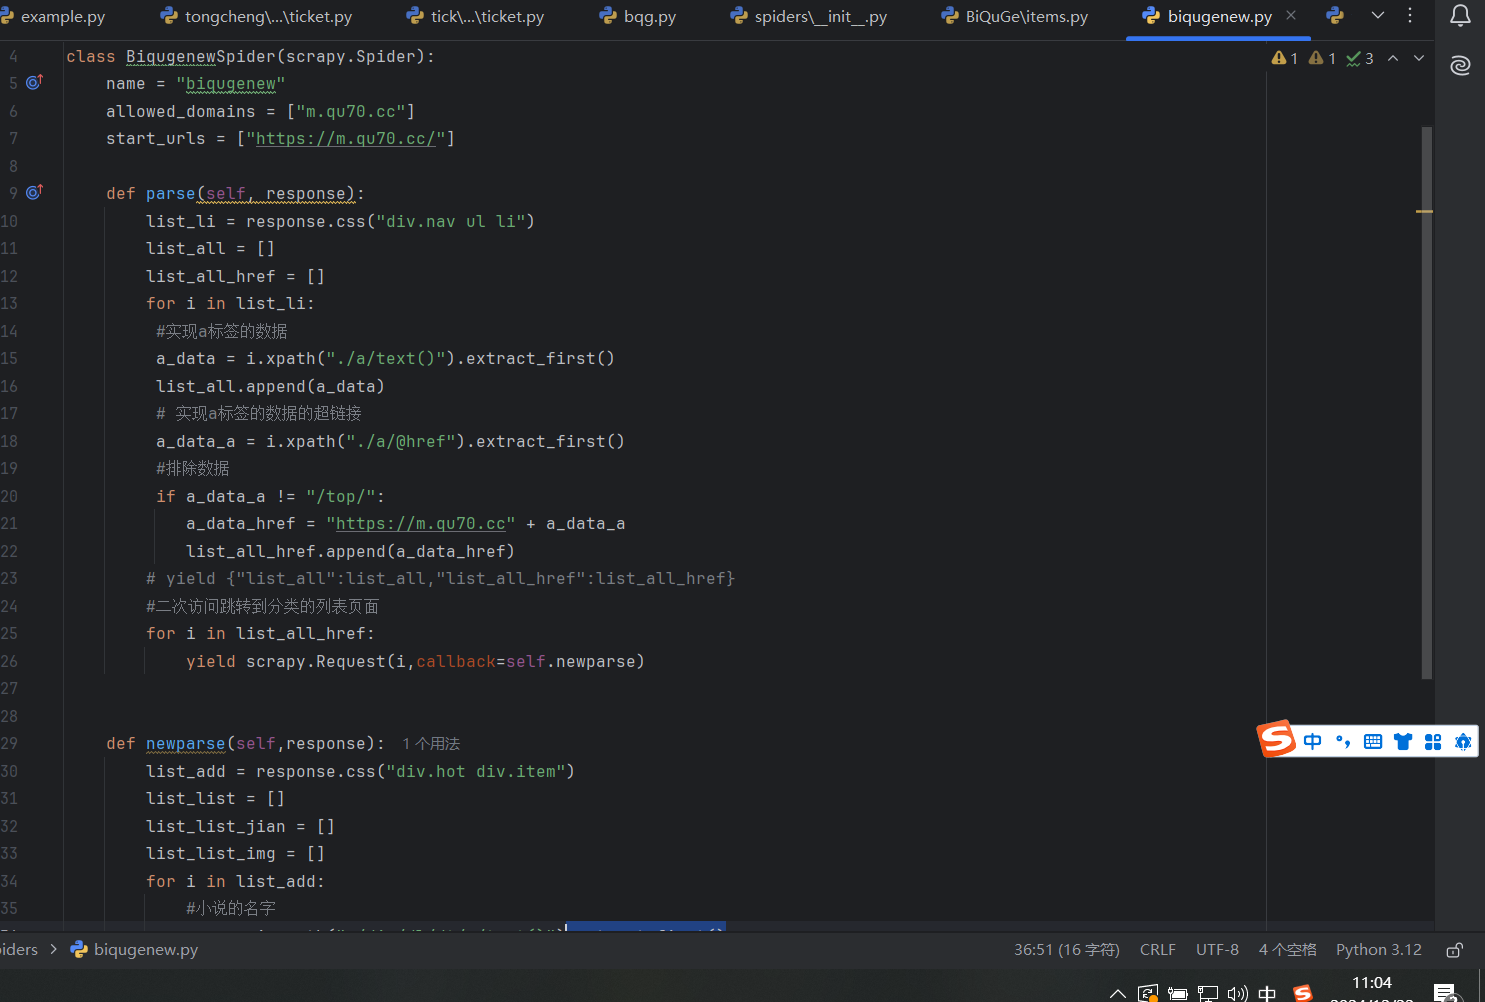 example.py tongcheng\...\ticket.py tick\...\ticket.py bqg.py spiders\__init__.py BiQuGe\items.py biqugenew.py
4 class BiqugenewSpider(scrapy.Spider): 1 1 3
5 name = "biqugenew"
6 allowed_domains = ["m.qu70.cc"]
7 start_urls = ["https://m.qu70.cc/"]
8
9 def parse(self, response):
10 list_li = response.css("div.nav ul li")
11 list_all = []
12 list_all_href = []
13 for i in list_li:
14 #实现a标签的数据
15 a_data = i.xpath("./a/text()").extract_first()
16 list_all.append(a_data)
17 # 实现a标签的数据的超链接
18 a_data_a = i.xpath("./a/@href").extract_first()
19 #排除数据
20 if a_data_a != "/top/":
21 a_data_href = "https://m.qu70.cc" + a_data_a
22 list_all_href.append(a_data_href)
23 # yield {"list_all":list_all,"list_all_href":list_all_href}
24 #二次访问跳转到分类的列表页面
25 for i in list_all_href:
26 yield scrapy.Request(i,callback=self.newparse)
27
28
29 def newparse(self,response): 1 个用法
30 list_add = response.css("div.hot div.item")
31 list_list = []
32 list_list_jian = []
33 list_list_img = []
34 for i in list_add:
35 #小说的名字
中
iders > biqugenew.py 36:51 (16 字符) CRLF UTF-8 4 个空格 Python 3.12
中 11:04